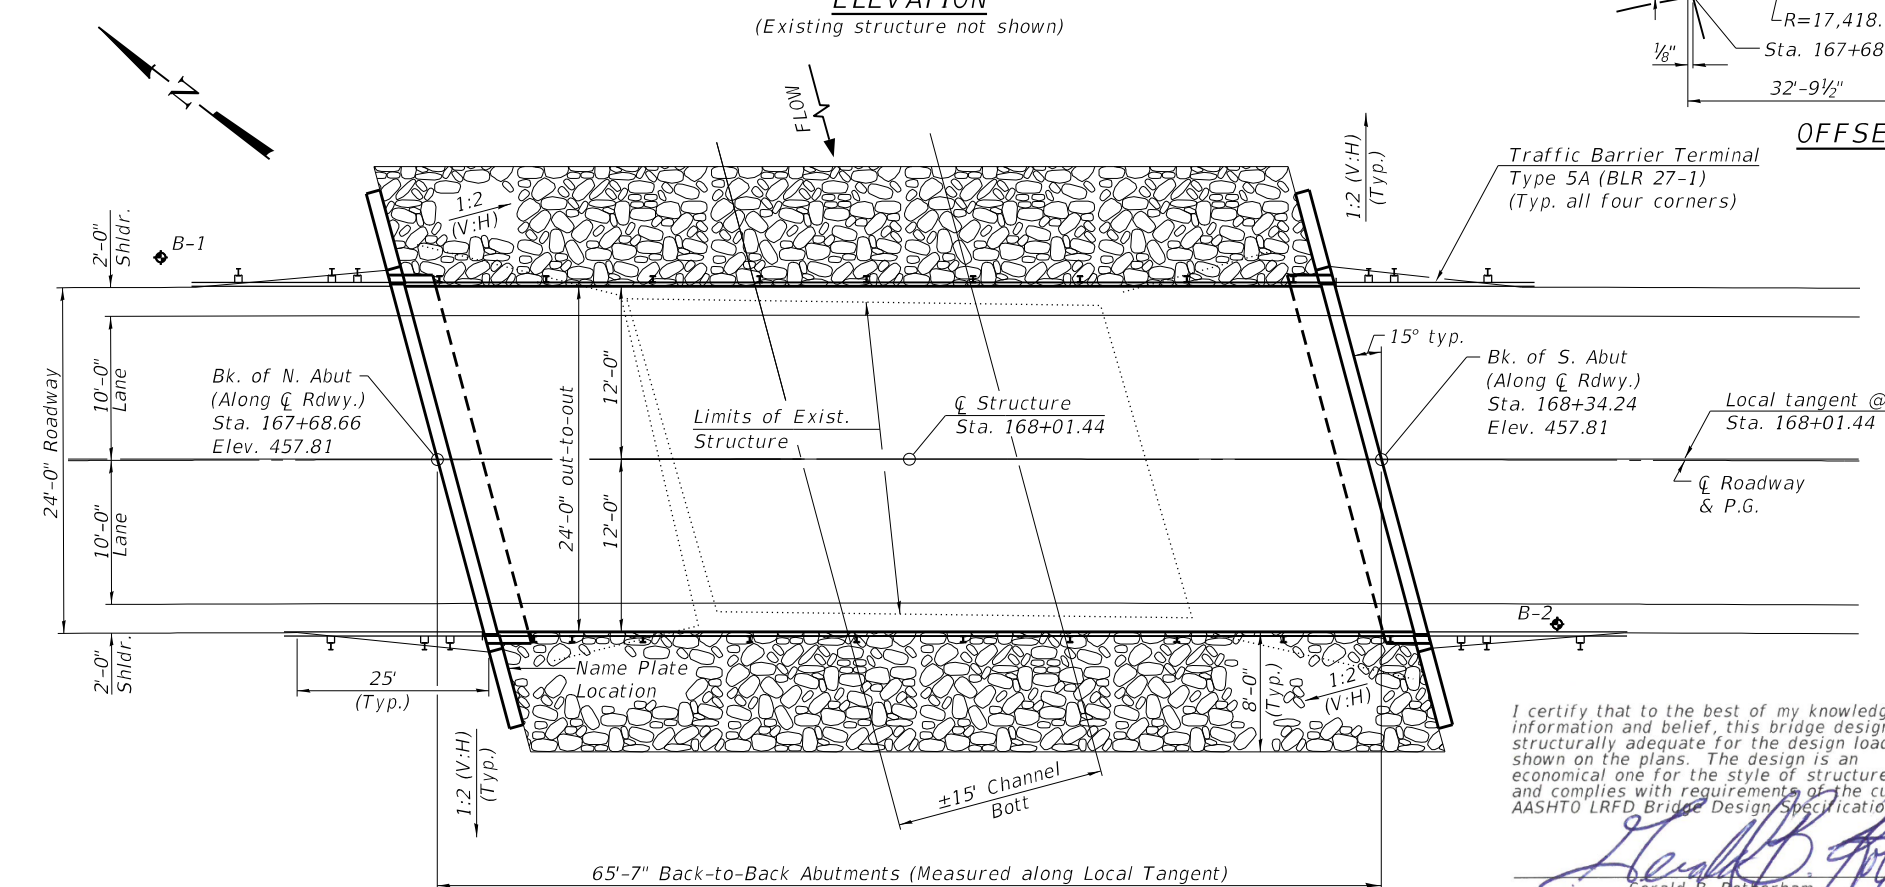 ELEVATION
(Existing structure not shown)
R=17,418.
Sta. 167+68
⅛"
32'-9½"
OFFSE
N
FLOW
1:2
(V:H)
1:2 (V:H)
(Typ.)
Traffic Barrier Terminal
Type 5A (BLR 27-1)
(Typ. all four corners)
2'-0"
Shldr.
B-1
15° typ.
24'-0" Roadway
10'-0"
Lane
Bk. of N. Abut
(Along ℄ Rdwy.)
Sta. 167+68.66
Elev. 457.81
24'-0" out-to-out
12'-0"
Limits of Exist.
Structure
℄ Structure
Sta. 168+01.44
Bk. of S. Abut
(Along ℄ Rdwy.)
Sta. 168+34.24
Elev. 457.81
Local tangent @
Sta. 168+01.44
℄ Roadway
& P.G.
10'-0"
Lane
12'-0"
B-2
2'-0"
Shldr.
25'
(Typ.)
Name Plate
Location
8'-0"
(Typ.)
1:2
(V:H)
1:2 (V:H)
(Typ.)
±15' Channel
Bott
65'-7" Back-to-Back Abutments (Measured along Local Tangent)
I certify that to the best of my knowledg
information and belief, this bridge design
structurally adequate for the design load
shown on the plans. The design is an
economical one for the style of structure
and complies with requirements of the cu
AASHTO LRFD Bridge Design Specificatio